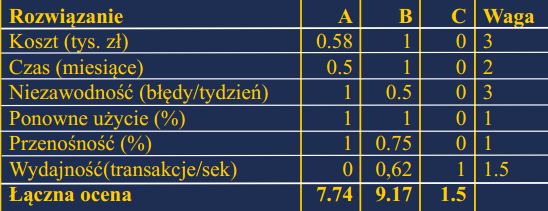 Rozwiązanie A B C Waga
Koszt (tys. zł) 0.58 1 0 3
Czas (miesiące) 0.5 1 0 2
Niezawodność (błędy/tydzień) 1 0.5 0 3
Ponowne użycie (%) 1 1 0 1
Przenośność (%) 1 0.75 0 1
Wydajność(transakcje/sek) 0 0,62 1 1.5
Łączna ocena 7.74 9.17 1.5